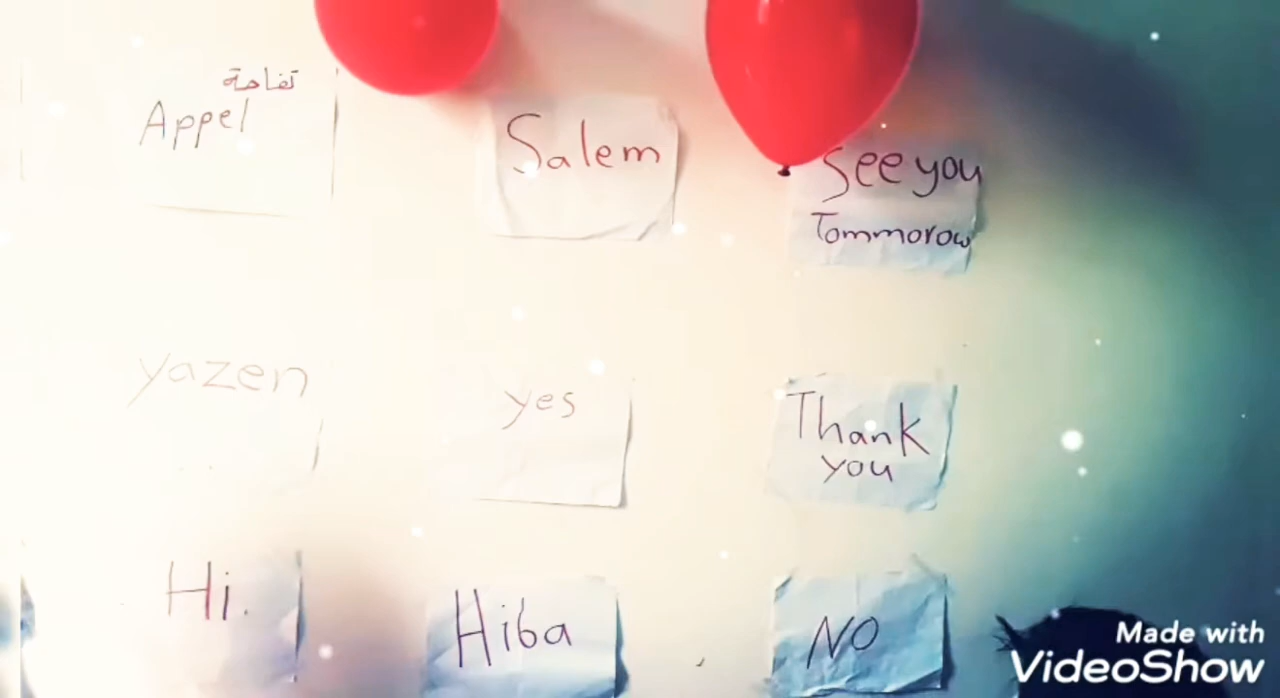 تفاحة
Appel
Salem
See you
Tommorow
yazen
yes
Thank
you
Hi.
Hiba
NO
Made with
VideoShow